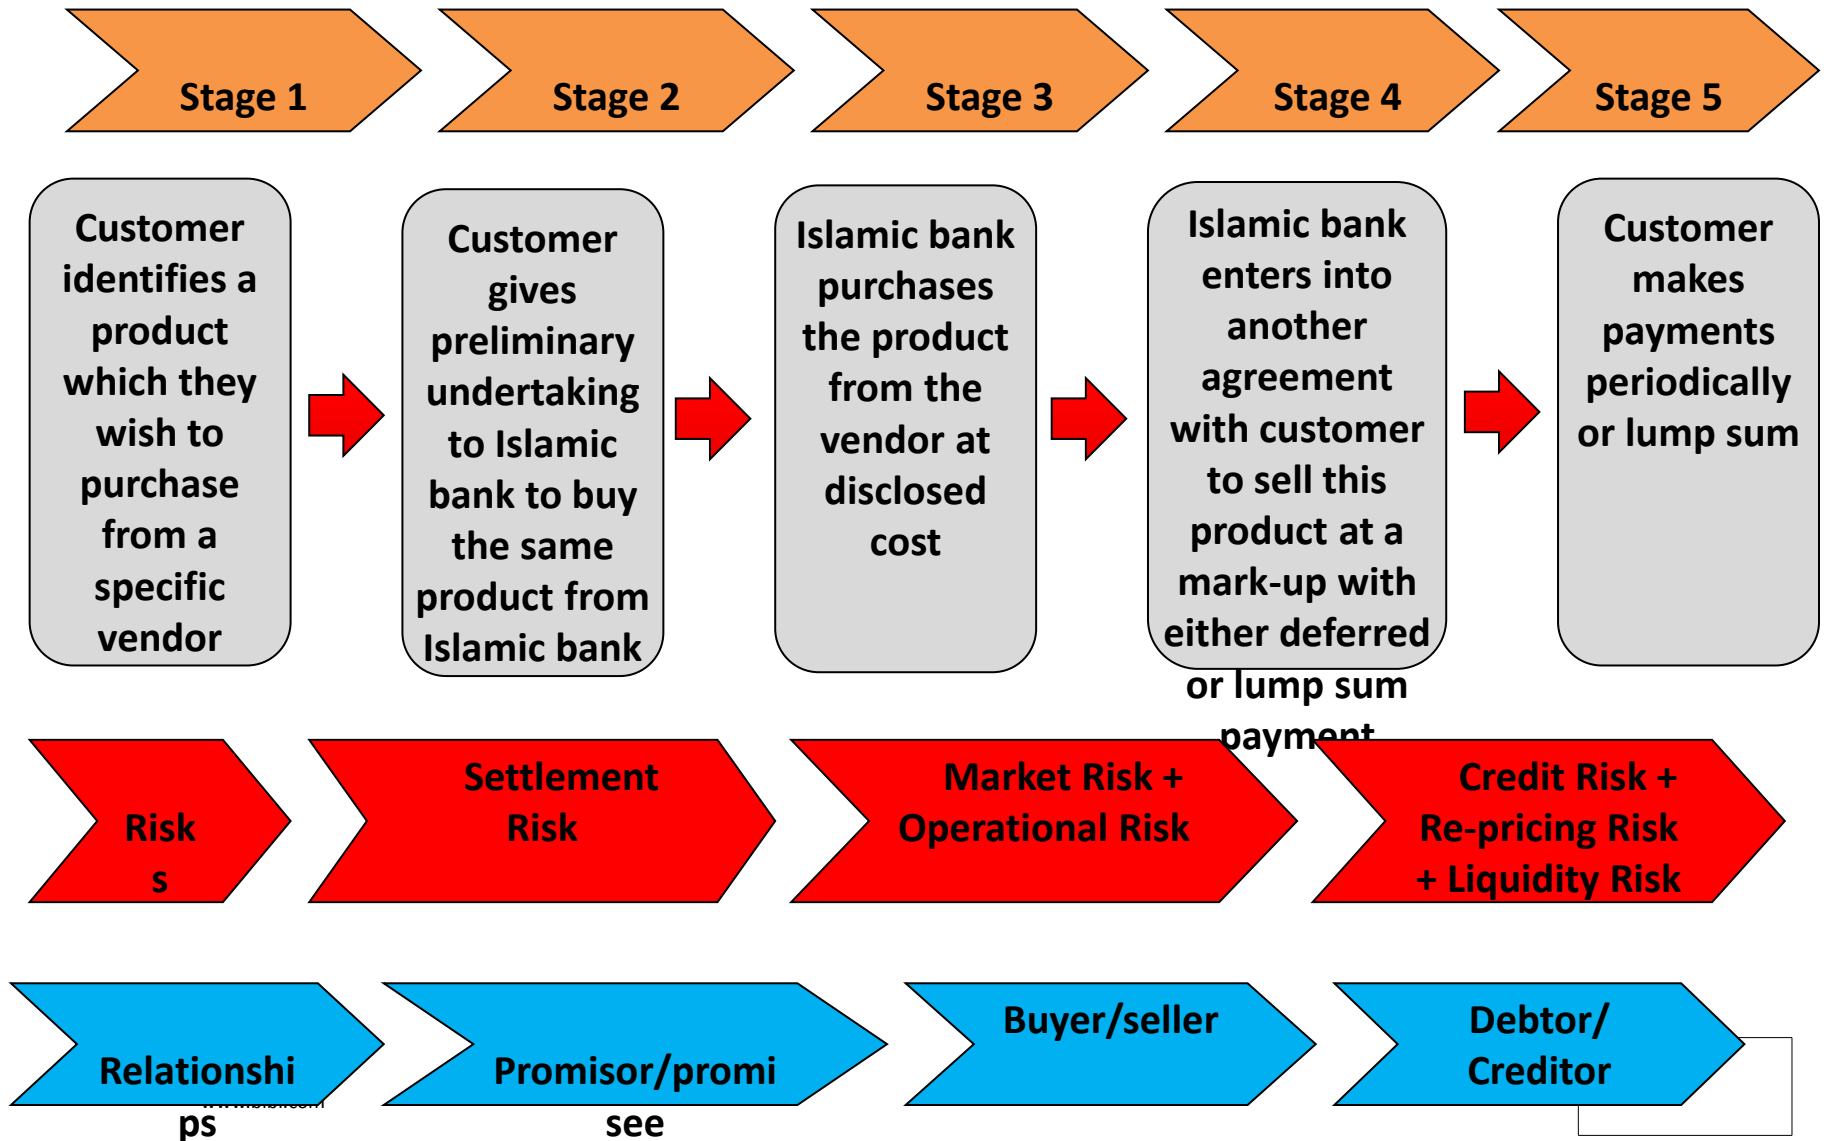 Stage 1
Stage 2
Stage 3
Stage 4
Stage 5
Customer
identifies a
product
which they
wish to
purchase
from a
specific
vendor
Customer
gives
preliminary
undertaking
to Islamic
bank to buy
the same
product from
Islamic bank
Islamic bank
purchases
the product
from the
vendor at
disclosed
cost
Islamic bank
enters into
another
agreement
with customer
to sell this
product at a
mark-up with
either deferred
or lump sum
payment
Customer
makes
payments
periodically
or lump sum
Risk
s
Settlement
Risk
Market Risk +
Operational Risk
Credit Risk +
Re-pricing Risk
+ Liquidity Risk
Relationshi
ps
Promisor/promi
see
Buyer/seller
Debtor/
Creditor